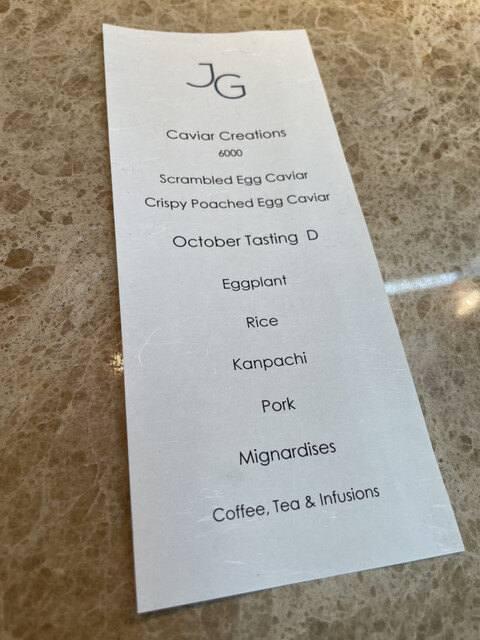 JG
Caviar Creations
6000
Scrambled Egg Caviar
Crispy Poached Egg Caviar
October Tasting D
Eggplant
Rice
Kanpachi
Pork
Mignardises
Coffee, Tea & Infusions